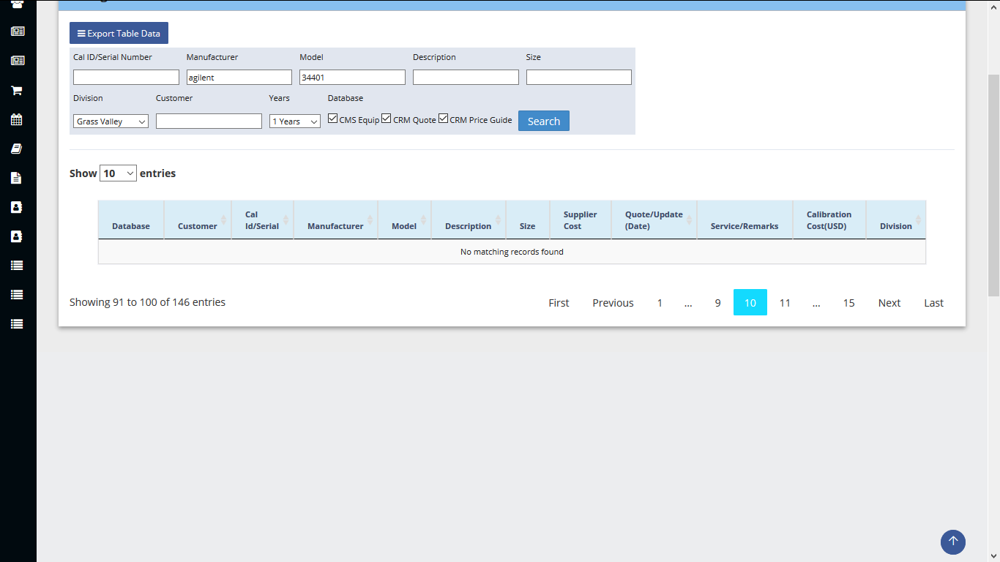 Export Table Data
Cal ID/Serial Number Manufacturer Model Description Size
agilent 34401
Division Customer Years Database
Grass Valley 1 Years CMS Equip CRM Quote CRM Price Guide Search
Show 10 entries
Database Customer Cal Id/Serial Manufacturer Model Description Size Supplier Cost Quote/Update (Date) Service/Remarks Calibration Cost(USD) Division
No matching records found
Showing 91 to 100 of 146 entries First Previous 1 ... 9 10 11 ... 15 Next Last